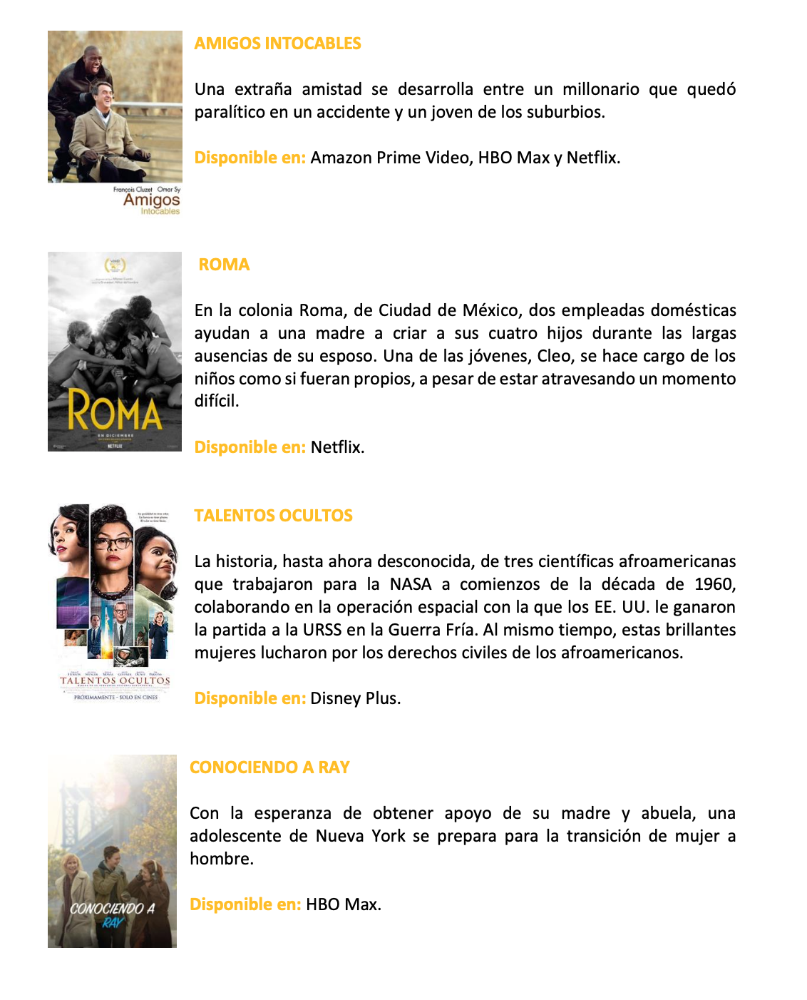 AMIGOS INTOCABLES
Una extraña amistad se desarrolla entre un millonario que quedó
paralítico en un accidente y un joven de los suburbios.
Disponible en: Amazon Prime Video, HBO Max y Netflix.
François Cluzet Omar Sy
Amigos
Intocables
ROMA
En la colonia Roma, de Ciudad de México, dos empleadas domésticas
ayudan a una madre a criar a sus cuatro hijos durante las largas
ausencias de su esposo. Una de las jóvenes, Cleo, se hace cargo de los
niños como si fueran propios, a pesar de estar atravesando un momento
difícil.
Disponible en: Netflix.
ROMA
EN DICIEMBRE
NETFLIX
TALENTOS OCULTOS
La historia, hasta ahora desconocida, de tres científicas afroamericanas
que trabajaron para la NASA a comienzos de la década de 1960,
colaborando en la operación espacial con la que los EE. UU. le ganaron
la partida a la URSS en la Guerra Fría. Al mismo tiempo, estas brillantes
mujeres lucharon por los derechos civiles de los afroamericanos.
Disponible en: Disney Plus.
TALENTOS OCULTOS
PRÓXIMAMENTE - SOLO EN CINES
CONOCIENDO A RAY
Con la esperanza de obtener apoyo de su madre y abuela, una
adolescente de Nueva York se prepara para la transición de mujer a
hombre.
Disponible en: HBO Max.
CONOCIENDO A
RAY